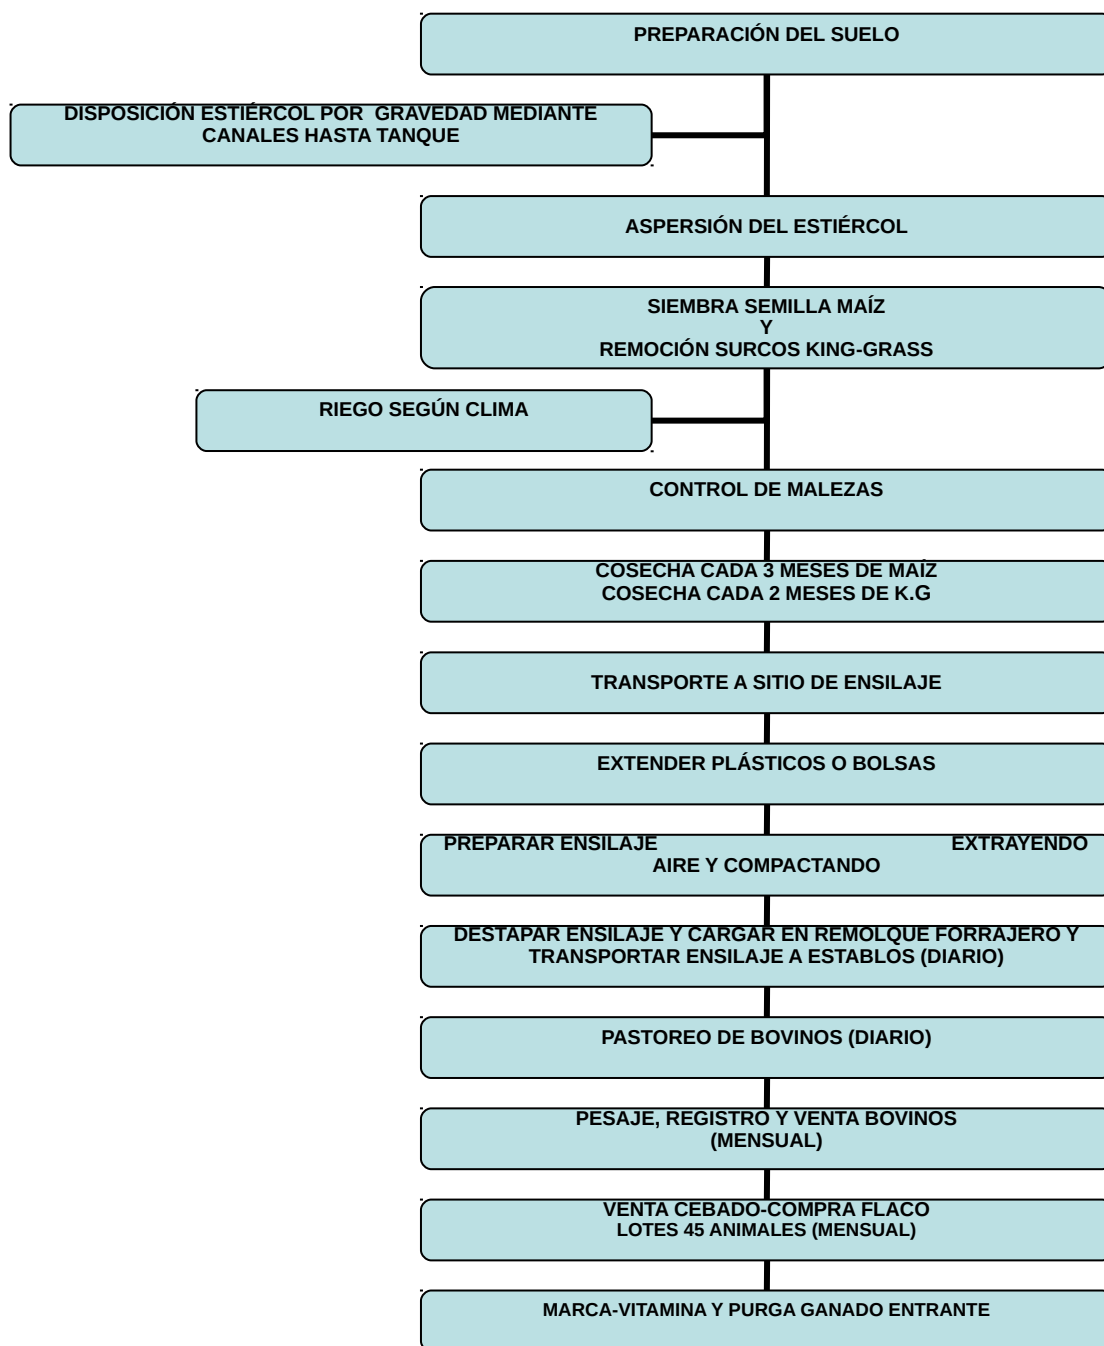 PREPARACIÓN DEL SUELO
DISPOSICIÓN ESTIÉRCOL POR GRAVEDAD MEDIANTE
CANALES HASTA TANQUE
ASPERSIÓN DEL ESTIÉRCOL
SIEMBRA SEMILLA MAÍZ
Y
REMOCIÓN SURCOS KING-GRASS
RIEGO SEGÚN CLIMA
CONTROL DE MALEZAS
COSECHA CADA 3 MESES DE MAÍZ
COSECHA CADA 2 MESES DE K.G
TRANSPORTE A SITIO DE ENSILAJE
EXTENDER PLÁSTICOS O BOLSAS
PREPARAR ENSILAJE EXTRAYENDO
AIRE Y COMPACTANDO
DESTAPAR ENSILAJE Y CARGAR EN REMOLQUE FORRAJERO Y
TRANSPORTAR ENSILAJE A ESTABLOS (DIARIO)
PASTOREO DE BOVINOS (DIARIO)
PESAJE, REGISTRO Y VENTA BOVINOS
(MENSUAL)
VENTA CEBADO-COMPRA FLACO
LOTES 45 ANIMALES (MENSUAL)
MARCA-VITAMINA Y PURGA GANADO ENTRANTE